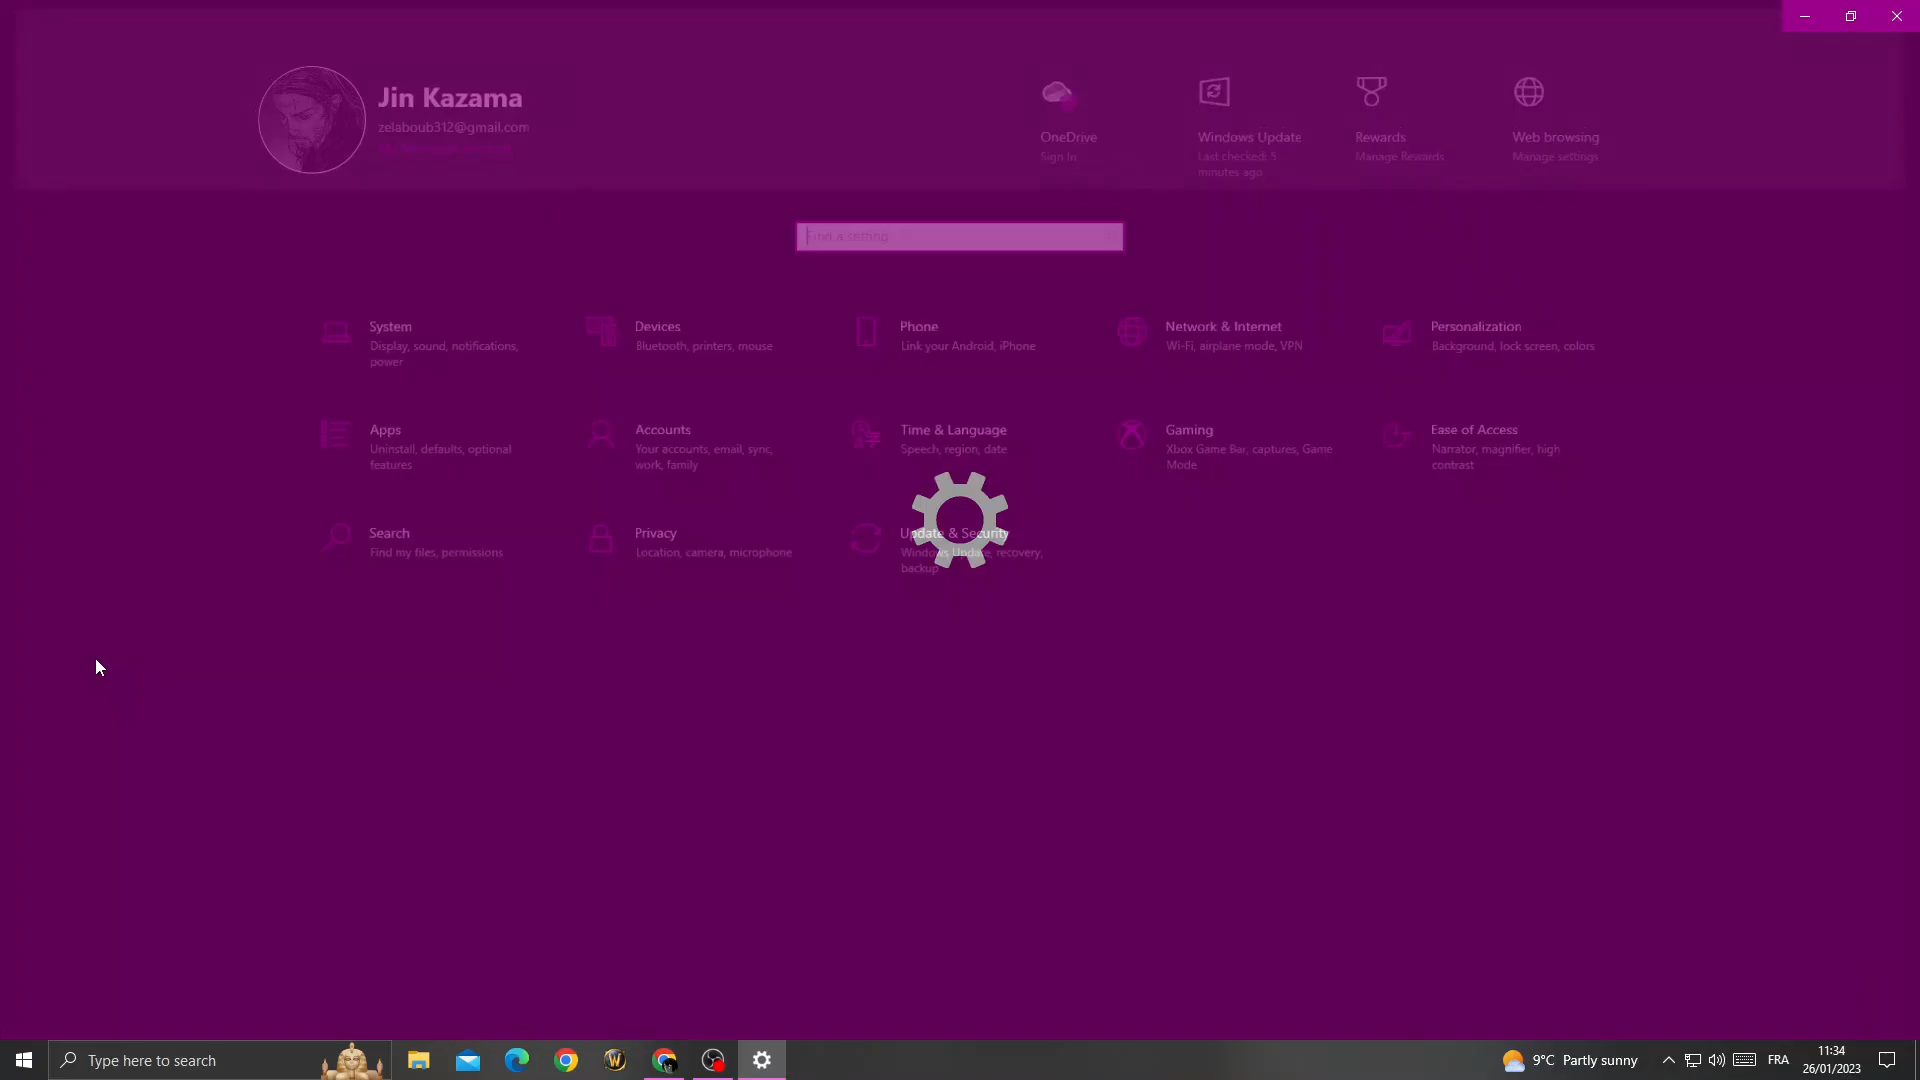 Jin Kazama
zelaboub312@gmail.com
OneDrive
Sign In
Windows Update
Last checked: 5
minutes ago
Rewards
Manage Rewards
Web browsing
Manage settings
Find a setting
System
Display, sound, notifications,
power
Devices
Bluetooth, printers, mouse
Phone
Link your Android, iPhone
Network & Internet
Wi-Fi, airplane mode, VPN
Personalization
Background, lock screen, colors
Apps
Uninstall, defaults, optional
features
Accounts
Your accounts, email, sync,
work, family
Time & Language
Speech, region, date
Gaming
Xbox Game Bar, captures, Game
Mode
Ease of Access
Narrator, magnifier, high
contrast
Search
Find my files, permissions
Privacy
Location, camera, microphone
Update & Security
Windows Update, recovery,
backup
Type here to search
9°C Partly sunny
FRA
11:34
26/01/2023